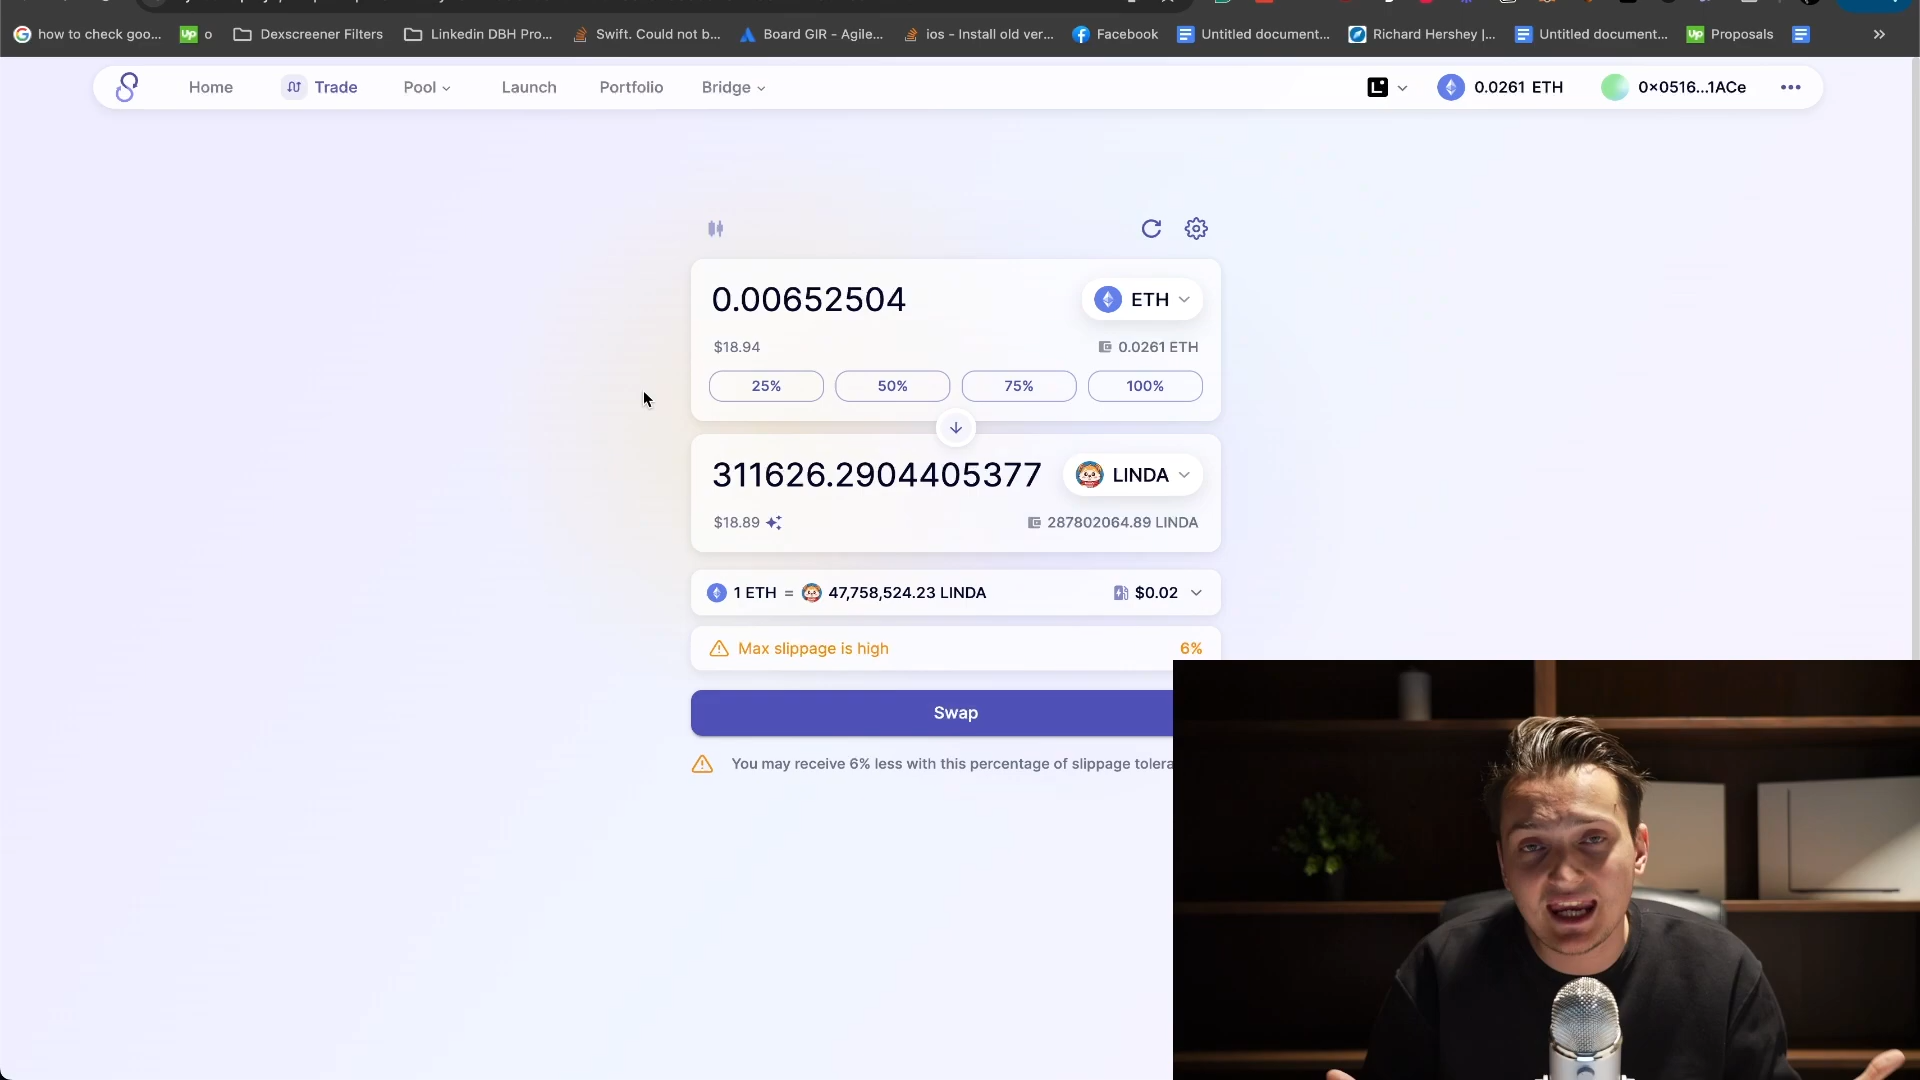 how to check goo...
Up o
Dexscreener Filters
Linkedin DBH Pro...
Swift. Could not b...
Board GIR - Agile...
ios - Install old ver...
Facebook
Untitled document...
Richard Hershey |...
Untitled document...
Up Proposals
»
Home
Trade
Pool
Launch
Portfolio
Bridge
L
0.0261 ETH
0×0516...1ACe
0.00652504
ETH
$18.94
0.0261 ETH
25%
50%
75%
100%
311626.2904405377
LINDA
$18.89
287802064.89 LINDA
1 ETH = 47,758,524.23 LINDA
$0.02
Max slippage is high
6%
Swap
You may receive 6% less with this percentage of slippage tolera